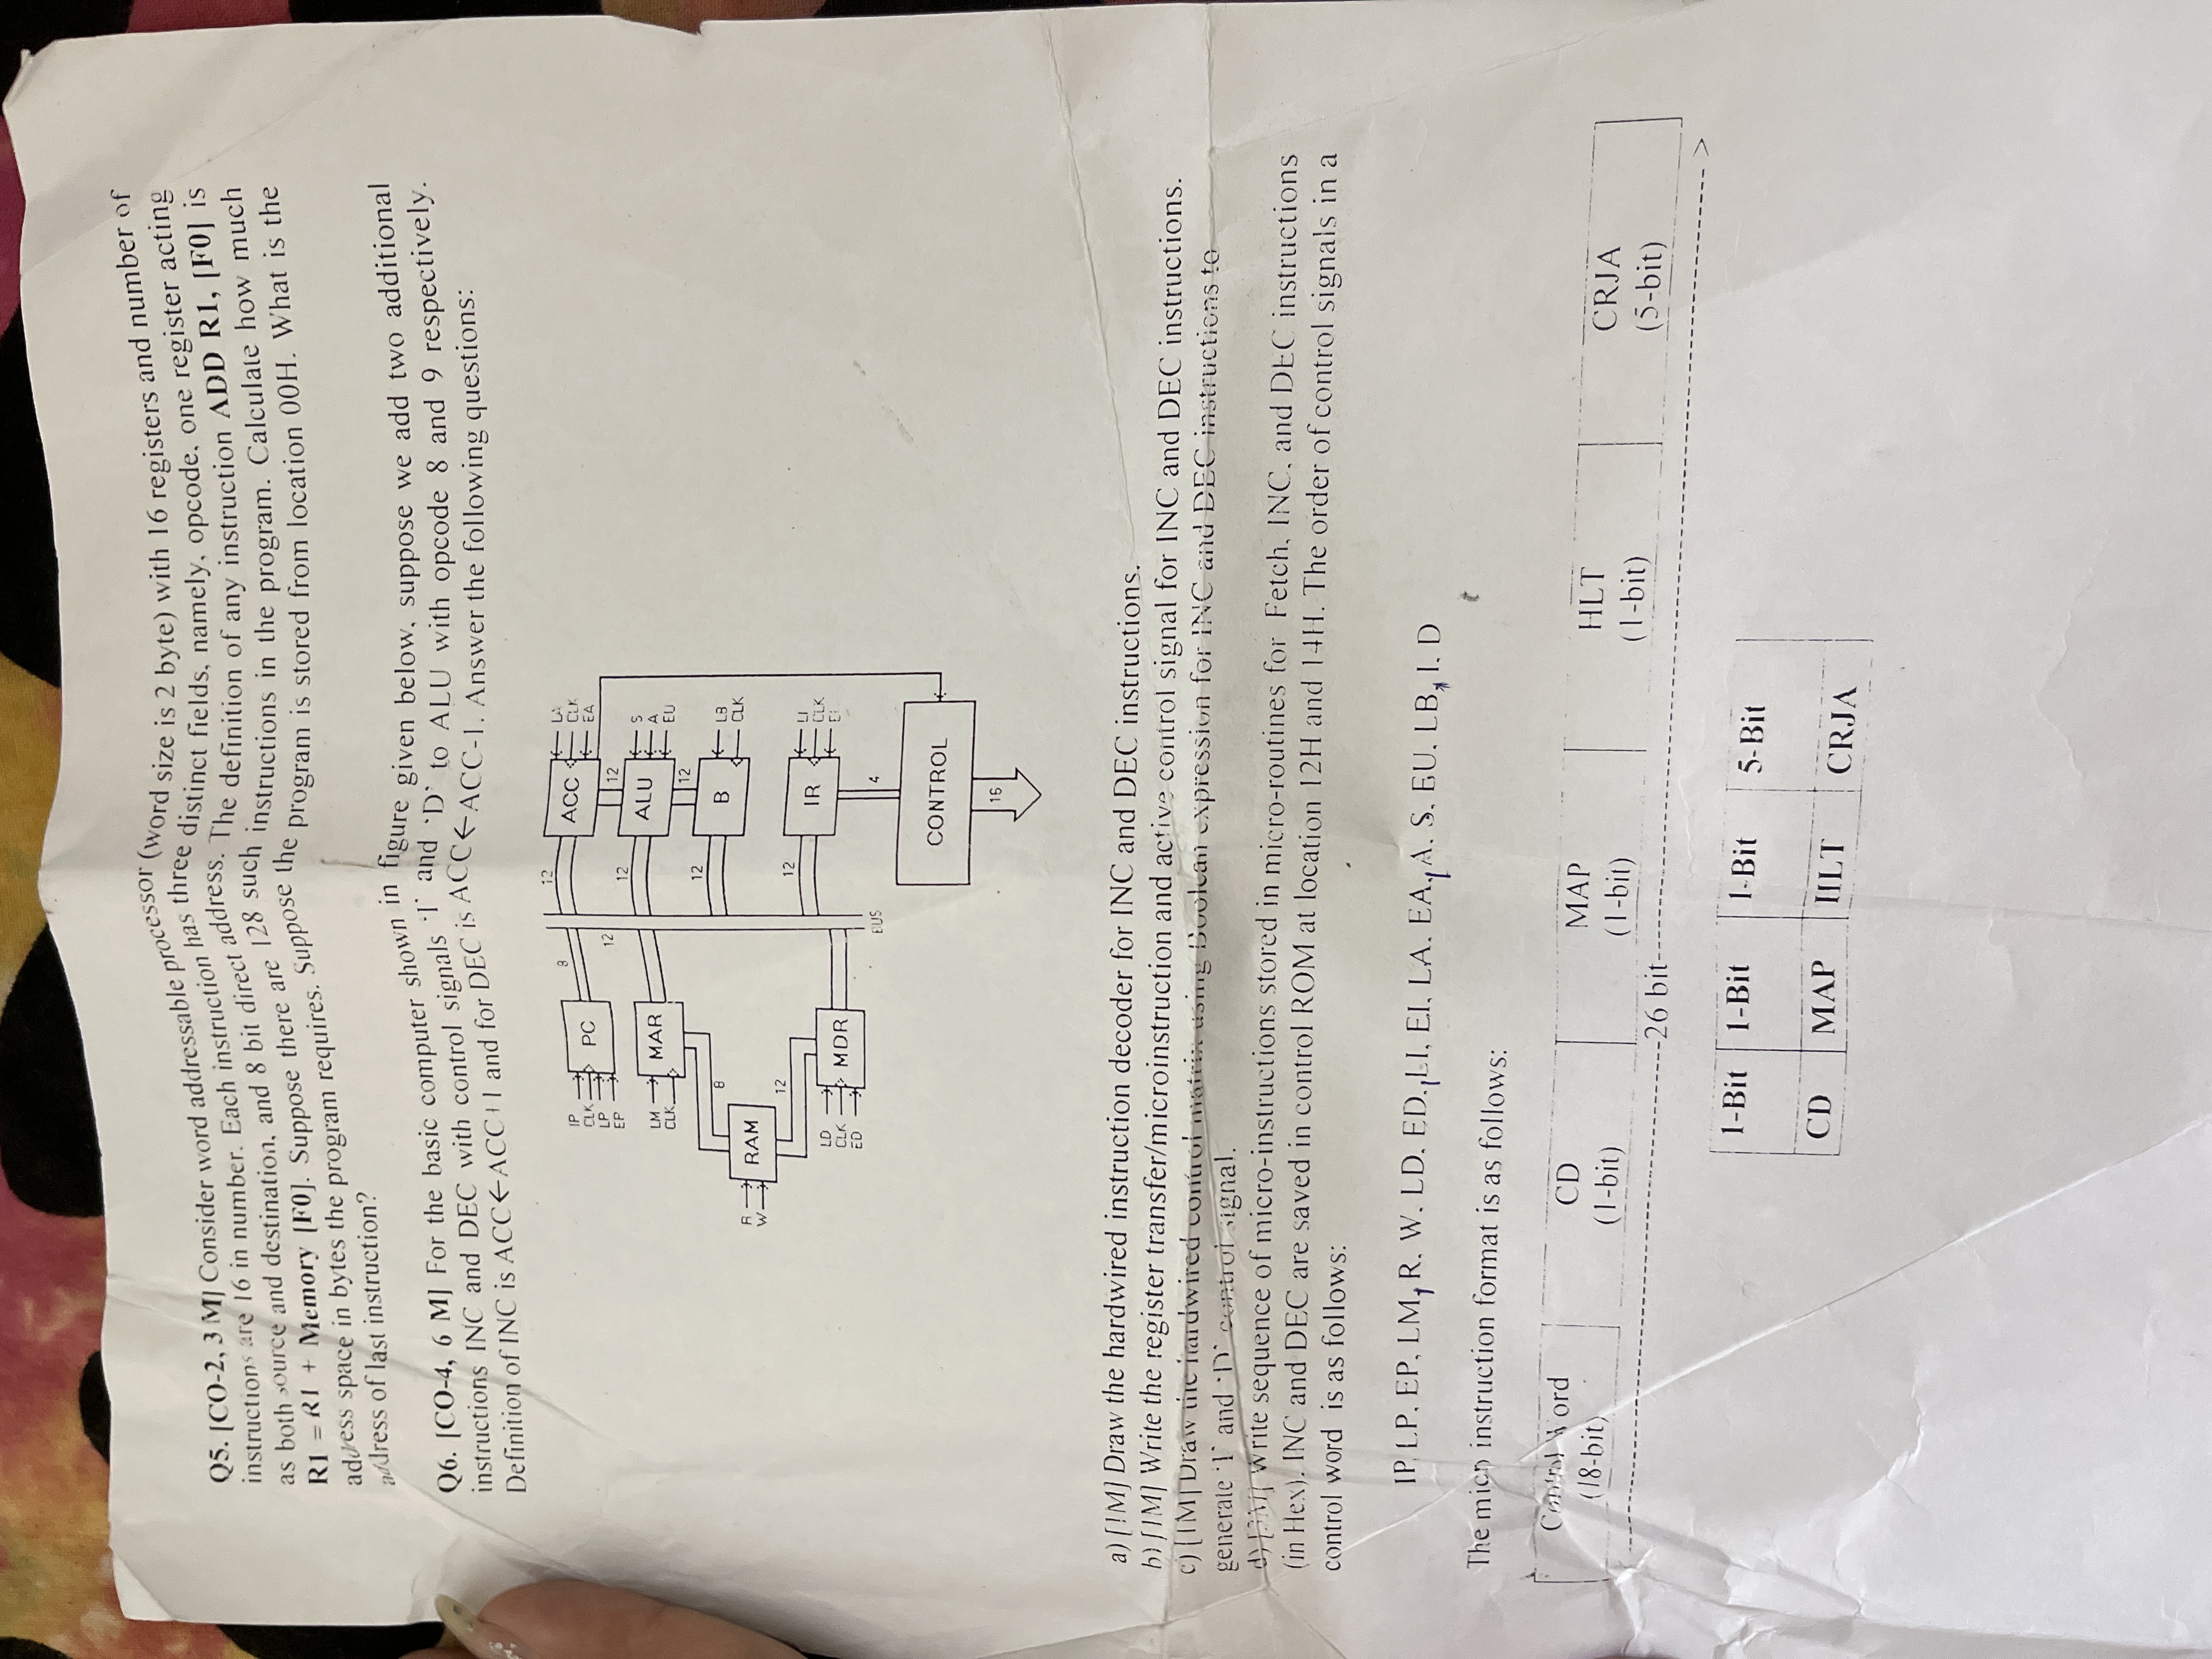 Q5. [CO-2, 3 M] Consider word addressable processor (word size is 2 byte) with 16 registers and number of
instructions are 16 in number. Each instruction has three distinct fields, namely, opcode, one register acting
as both source and destination, and 8 bit direct address. The definition of any instruction ADD R1, [F0] is
R1 = R1 + Memory [F0]. Suppose there are 128 such instructions in the program. Calculate how much
address space in bytes the program requires. Suppose the program is stored from location 00H. What is the
address of last instruction?
Q6. [CO-4, 6 M] For the basic computer shown in figure given below, suppose we add two additional
instructions INC and DEC with control signals 'I' and 'D' to ALU with opcode 8 and 9 respectively.
Definition of INC is ACC←ACC+1 and for DEC is ACC←ACC-1. Answer the following questions:
IP
CLK
LP
EP
PC
8
12
12
ACC
LA
CLK
EA
12
LM
CLK
MAR
12
ALU
S
A
EU
12
8
12
B
LB
CLK
R
W
RAM
12
12
IR
LI
CLK
EI
LD
CLK
ED
MDR
BUS
4
CONTROL
16
a) [1M] Draw the hardwired instruction decoder for INC and DEC instructions.
b) [1M] Write the register transfer/microinstruction and active control signal for INC and DEC instructions.
c) [1M] Draw the hardwired control matrix using Boolean expression for INC and DEC instructions to
generate 'I' and 'D' control signal.
d) [3M] Write sequence of micro-instructions stored in micro-routines for Fetch, INC, and DEC instructions
(in Hex). INC and DEC are saved in control ROM at location 12H and 14H. The order of control signals in a
control word is as follows:
IP, LP, EP, LM, R, W, LD, ED, LI, EI, LA, EA, A, S, EU, LB, I, D
The micro instruction format is as follows:
Control Word CD MAP HLT CRJA
(18-bit) (1-bit) (1-bit) (1-bit) (5-bit)
-----26 bit----->
1-Bit 1-Bit 1-Bit 5-Bit
CD MAP HLT CRJA